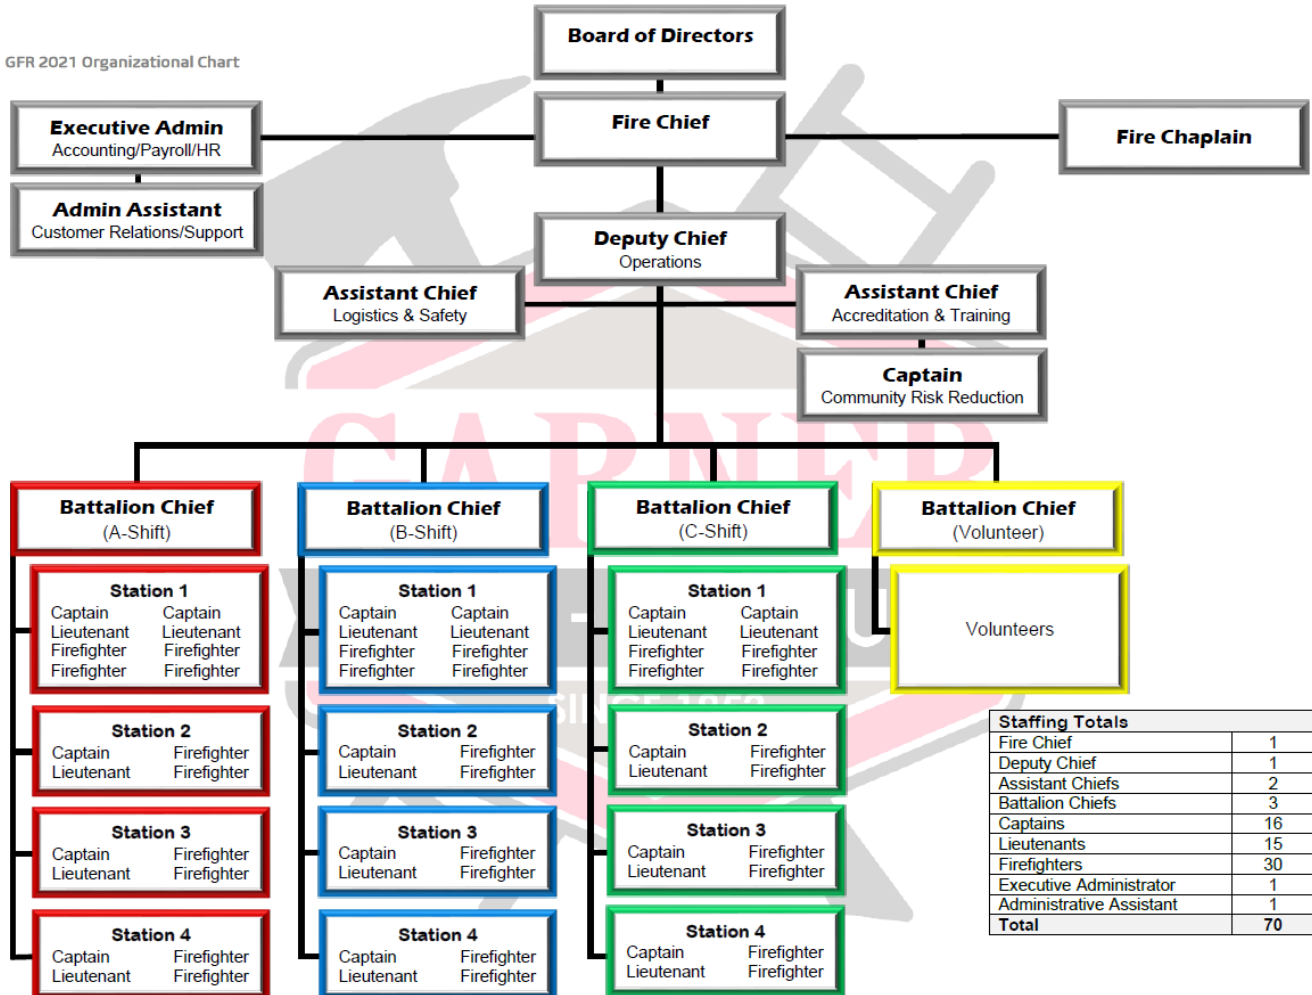 GFR 2021 Organizational Chart
Board of Directors
Fire Chief
Executive Admin
Accounting/Payroll/HR
Admin Assistant
Customer Relations/Support
Fire Chaplain
Deputy Chief
Operations
Assistant Chief
Logistics & Safety
Assistant Chief
Accreditation & Training
Captain
Community Risk Reduction
GARNER
SINCE 1952
Battalion Chief
(A-Shift)
Station 1
Captain Captain
Lieutenant Lieutenant
Firefighter Firefighter
Firefighter Firefighter
Station 2
Captain Firefighter
Lieutenant Firefighter
Station 3
Captain Firefighter
Lieutenant Firefighter
Station 4
Captain Firefighter
Lieutenant Firefighter
Battalion Chief
(B-Shift)
Station 1
Captain Captain
Lieutenant Lieutenant
Firefighter Firefighter
Firefighter Firefighter
Station 2
Captain Firefighter
Lieutenant Firefighter
Station 3
Captain Firefighter
Lieutenant Firefighter
Station 4
Captain Firefighter
Lieutenant Firefighter
Battalion Chief
(C-Shift)
Station 1
Captain Captain
Lieutenant Lieutenant
Firefighter Firefighter
Firefighter Firefighter
Station 2
Captain Firefighter
Lieutenant Firefighter
Station 3
Captain Firefighter
Lieutenant Firefighter
Station 4
Captain Firefighter
Lieutenant Firefighter
Battalion Chief
(Volunteer)
Volunteers
Staffing Totals
Fire Chief 1
Deputy Chief 1
Assistant Chiefs 2
Battalion Chiefs 3
Captains 16
Lieutenants 15
Firefighters 30
Executive Administrator 1
Administrative Assistant 1
Total 70